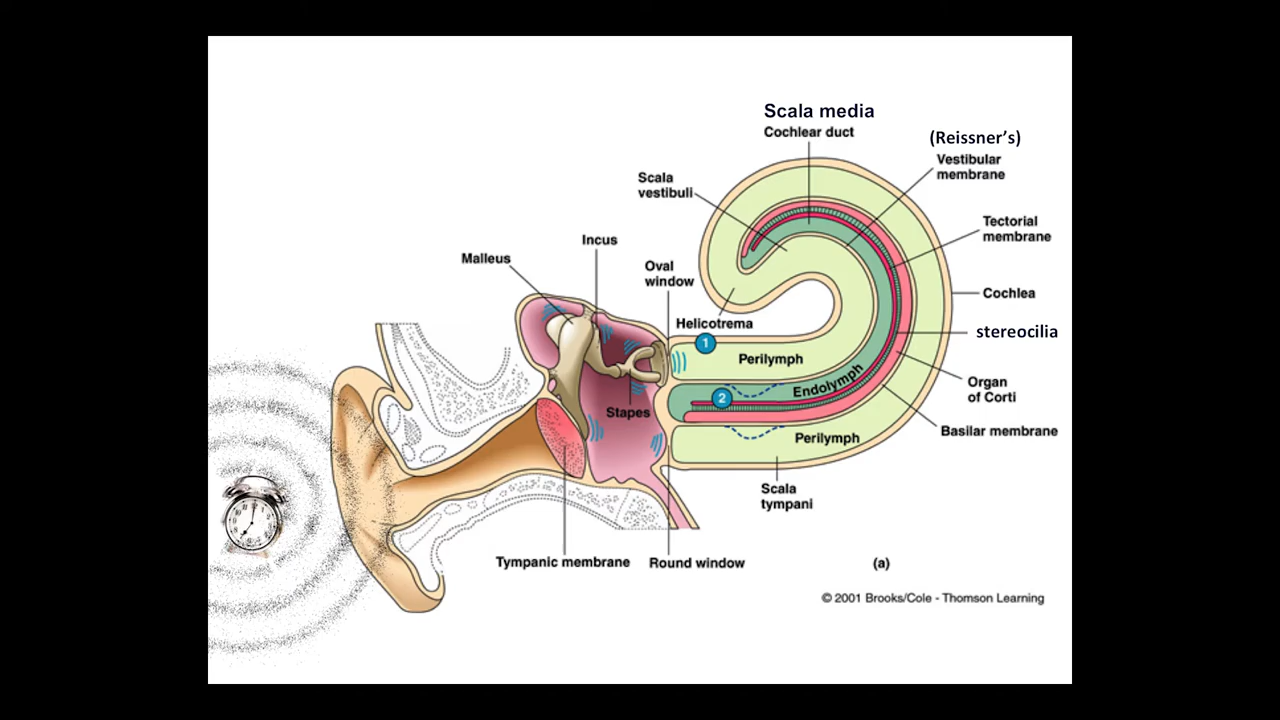 Scala media
Cochlear duct
(Reissner's)
Vestibular
membrane
Scala
vestibuli
Tectorial
membrane
Incus
Malleus
Oval
window
Cochlea
Helicotrema
1
stereocilia
Perilymph
Endolymph
2
Organ
of Corti
Stapes
Basilar membrane
Perilymph
Scala
tympani
Tympanic membrane
Round window
(a)
© 2001 Brooks/Cole - Thomson Learning